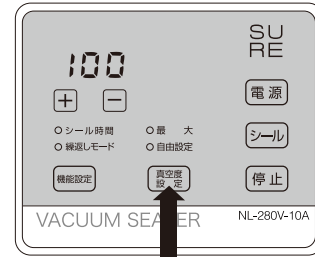 SU
RE
100
+ −
電源
○シール時間 ○最 大
○繰返しモード ○自由設定
シール
機能設定
真空度
設 定
停止
VACUUM SEALER
NL-280V-10A